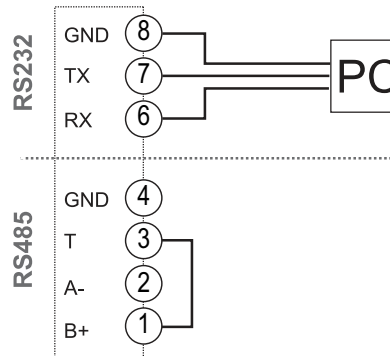 RS232
GND 8
TX 7
RX 6
PC
RS485
GND 4
T 3
A- 2
B+ 1